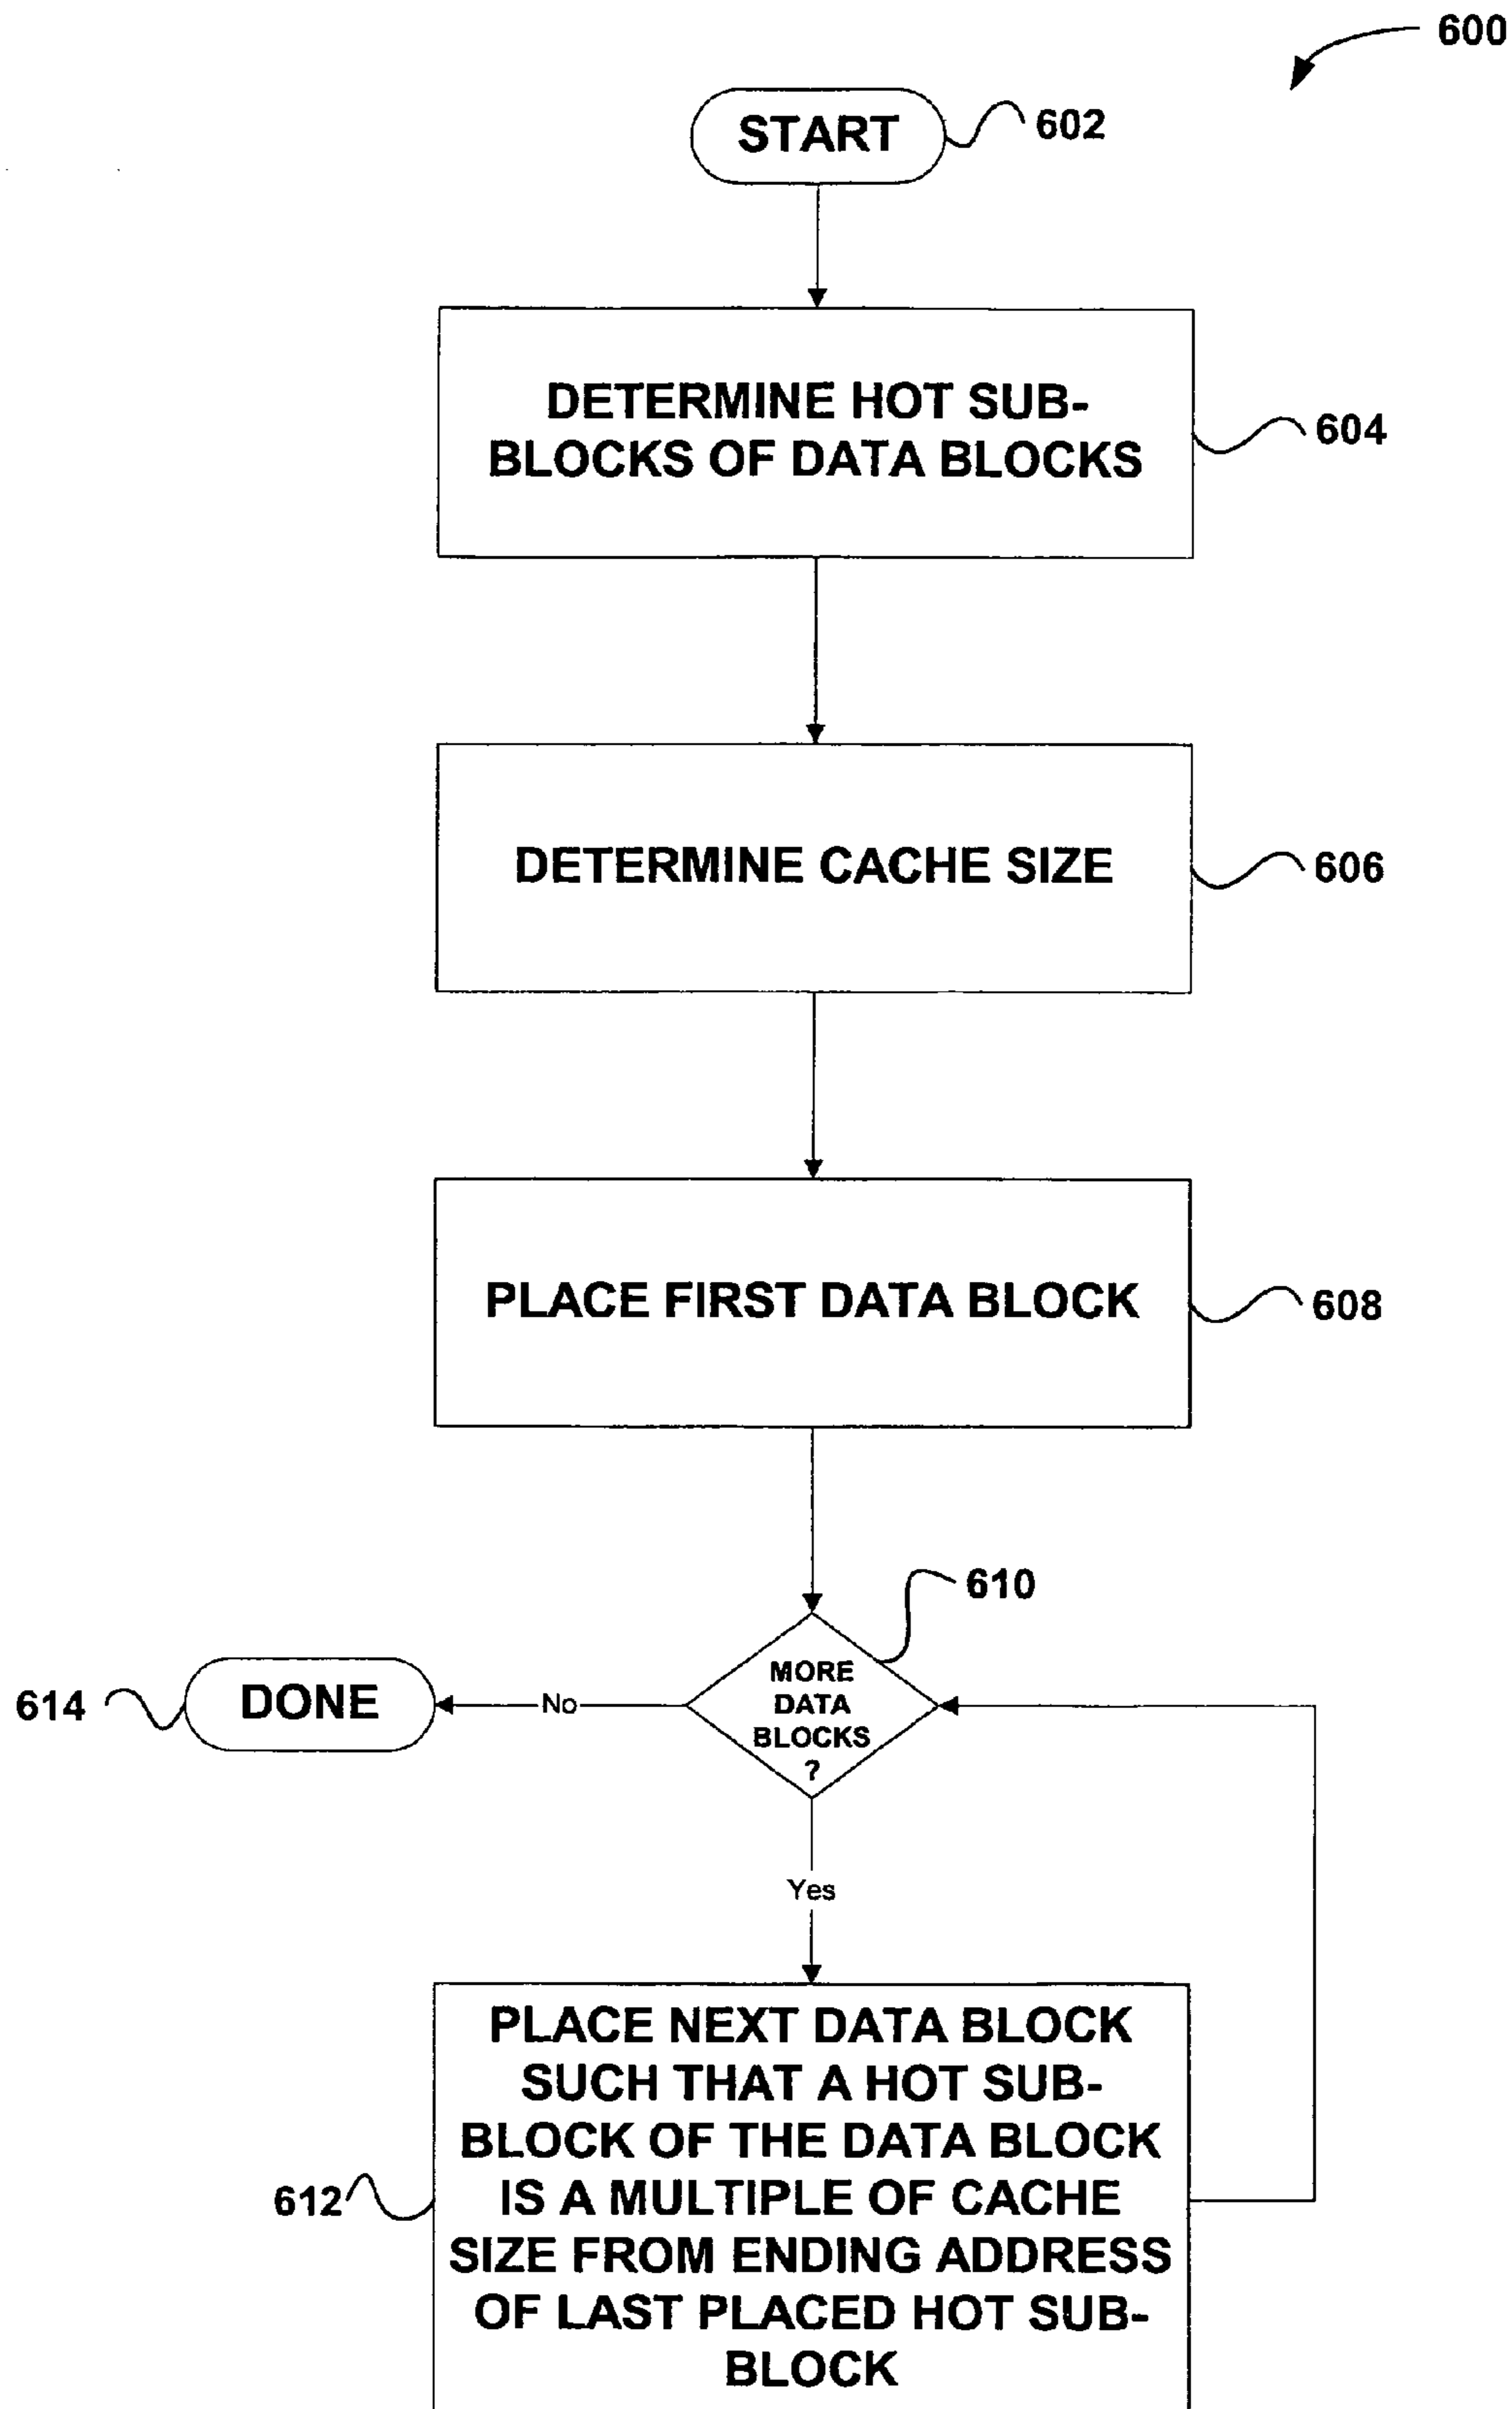 600
START
602
DETERMINE HOT SUB-
BLOCKS OF DATA BLOCKS
604
DETERMINE CACHE SIZE
606
PLACE FIRST DATA BLOCK
608
610
MORE
DATA
BLOCKS
?
No
DONE
614
Yes
PLACE NEXT DATA BLOCK
SUCH THAT A HOT SUB-
BLOCK OF THE DATA BLOCK
IS A MULTIPLE OF CACHE
SIZE FROM ENDING ADDRESS
OF LAST PLACED HOT SUB-
BLOCK
612